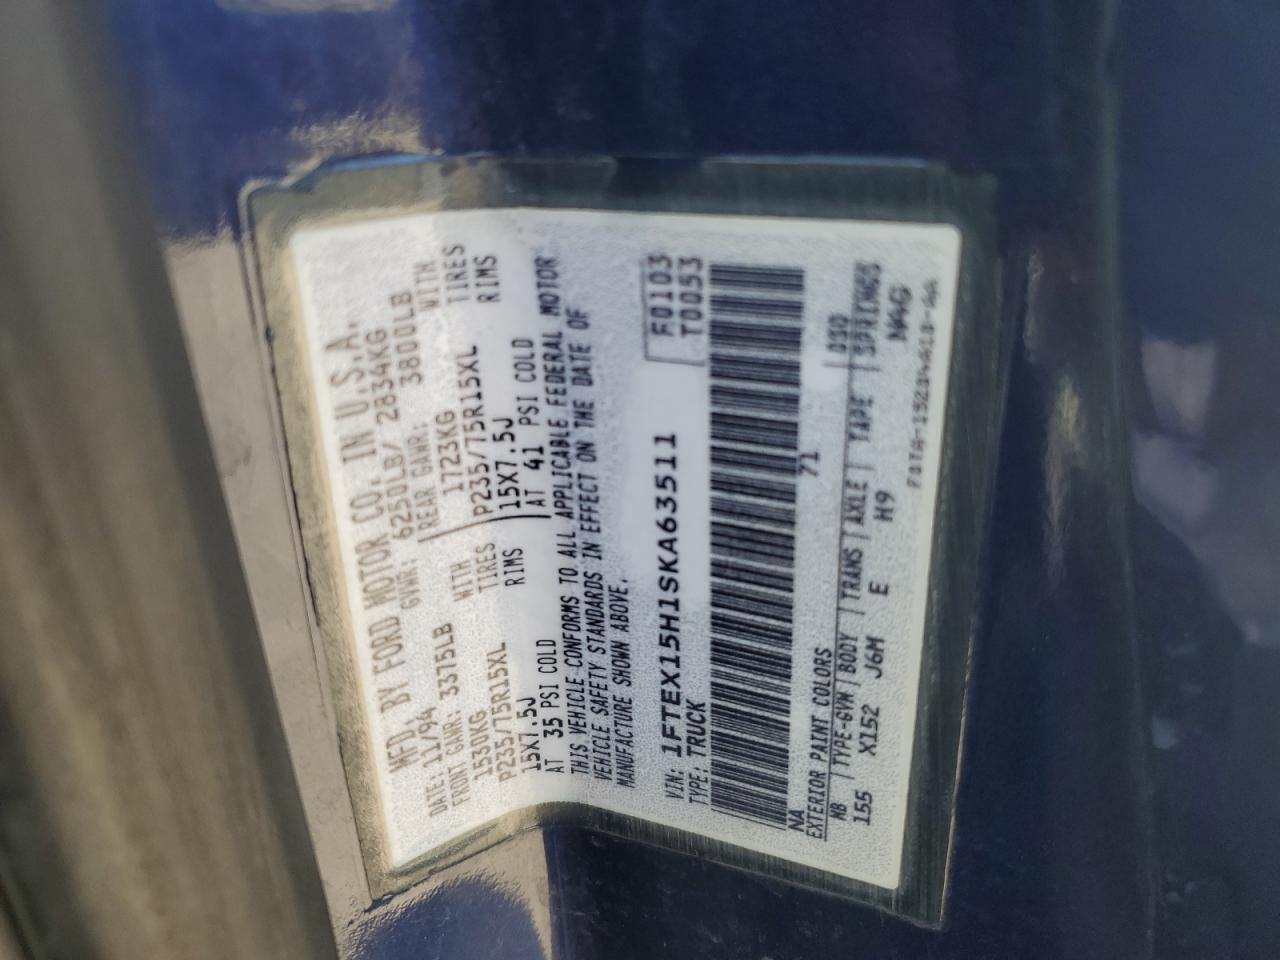 MFD. BY FORD MOTOR CO. IN U.S.A.
DATE: 11/94 GVWR: 6250LB/ 2834KG
FRONT GAWR: 3375LB REAR GAWR: 3800LB
1530KG WITH 1723KG WITH
P235/75R15XL TIRES P235/75R15XL TIRES
15X7.5J RIMS 15X7.5J RIMS
AT 35 PSI COLD AT 41 PSI COLD
THIS VEHICLE CONFORMS TO ALL APPLICABLE FEDERAL MOTOR
VEHICLE SAFETY STANDARDS IN EFFECT ON THE DATE OF
MANUFACTURE SHOWN ABOVE.
VIN: 1FTEX15H1SKA63511 F0103
TYPE: TRUCK T0053
NA 71
EXTERIOR PAINT COLORS DSO
MB TYPE-GVW BODY TRANS AXLE TAPE SPRINGS
155 X152 J6M E H9